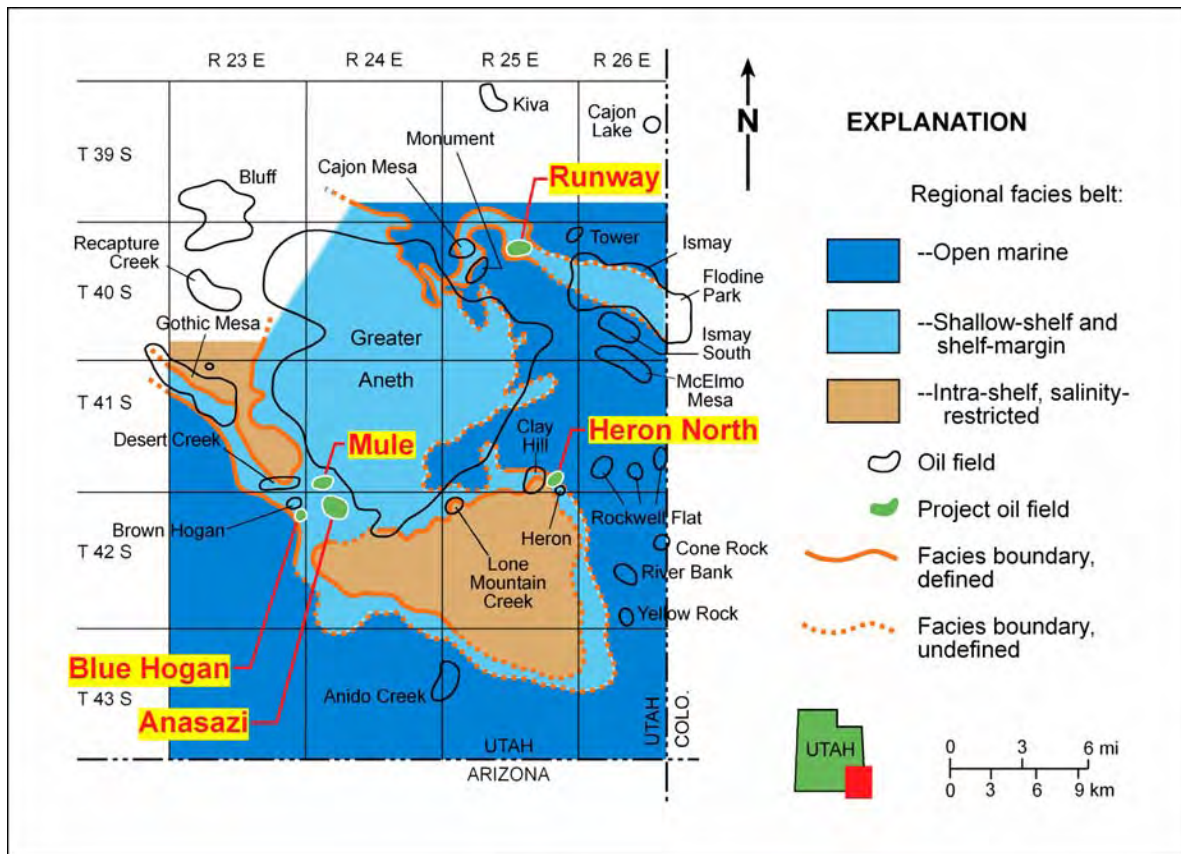 R 23 E
R 24 E
R 25 E
R 26 E
T 39 S
T 40 S
T 41 S
T 42 S
T 43 S
Kiva
Cajon
Lake
Monument
Cajon Mesa
Runway
Bluff
Recapture
Creek
Gothic Mesa
Tower
Ismay
Flodine
Park
Ismay
South
McElmo
Mesa
Greater
Aneth
Desert Creek
Mule
Clay
Hill
Heron North
Brown Hogan
Rockwell Flat
Heron
Cone Rock
Lone
Mountain
Creek
River Bank
Yellow Rock
Blue Hogan
Anasazi
Anido Creek
UTAH
ARIZONA
UTAH
COLO.
N
EXPLANATION
Regional facies belt:
--Open marine
--Shallow-shelf and
shelf-margin
--Intra-shelf, salinity-
restricted
Oil field
Project oil field
Facies boundary,
defined
Facies boundary,
undefined
UTAH
0 3 6 mi
0 3 6 9 km